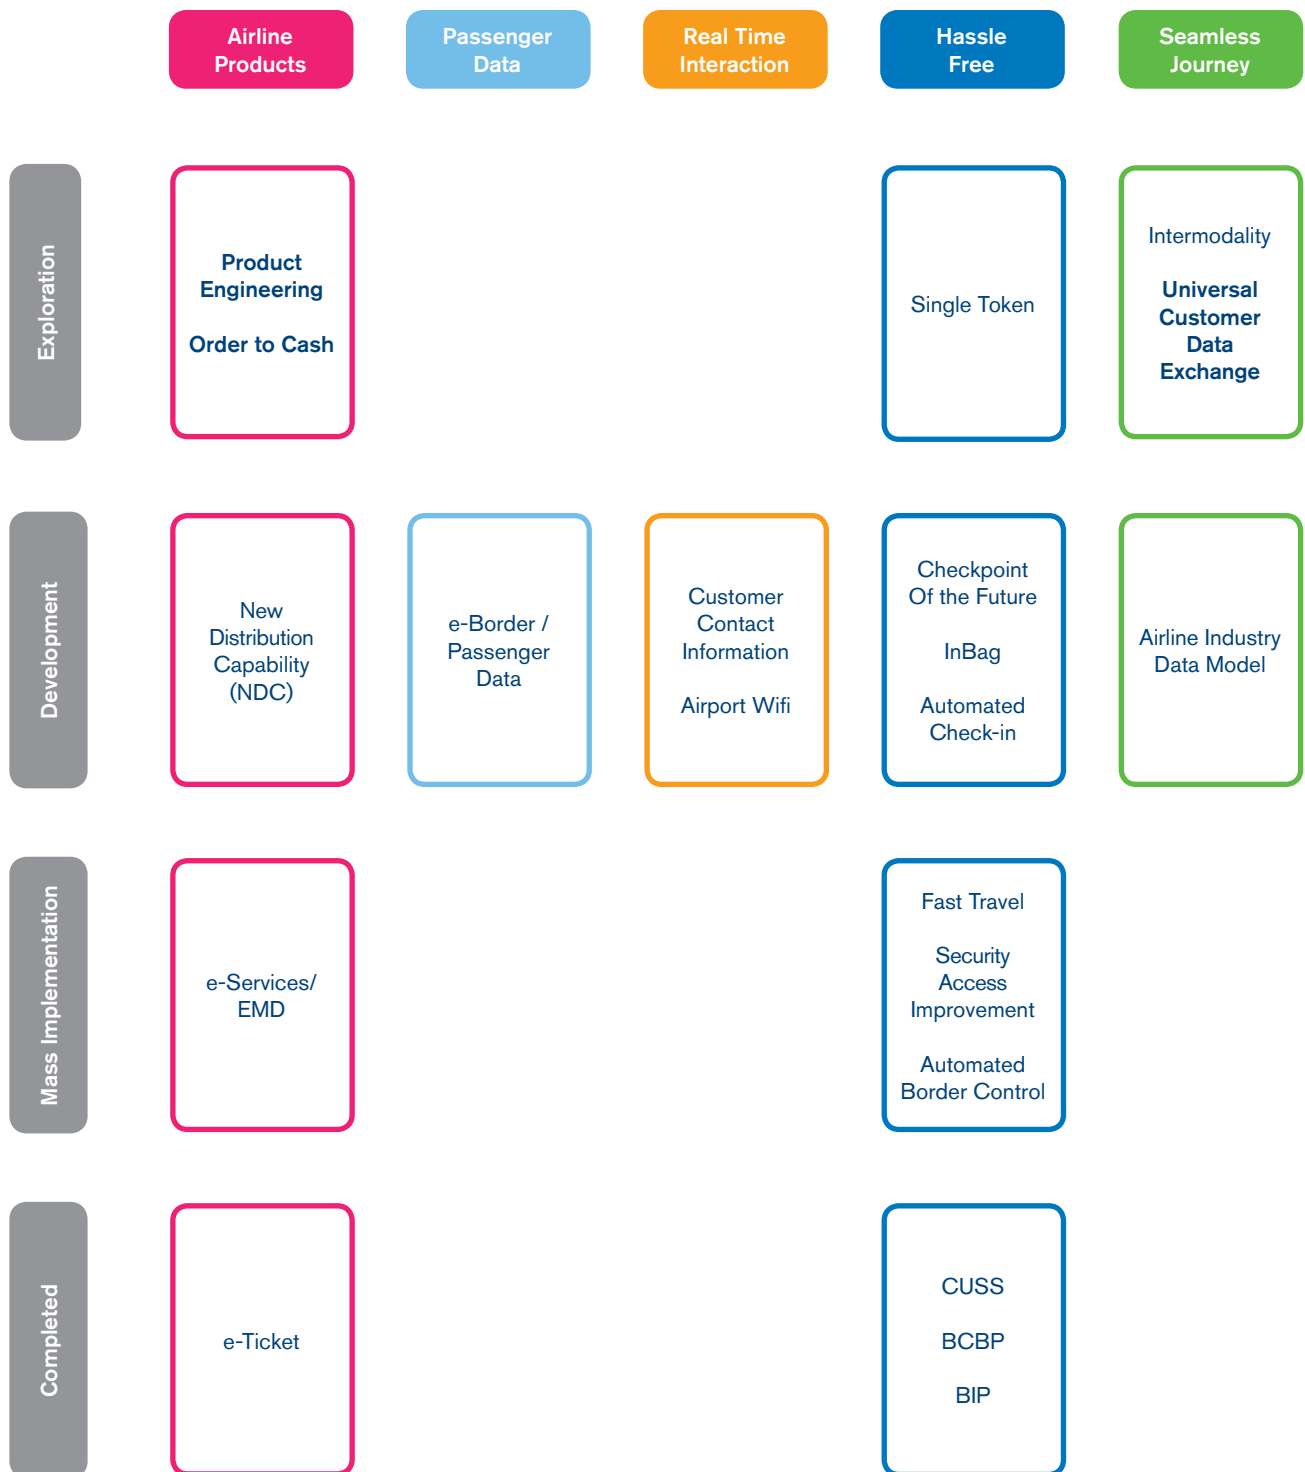 Airline
Products
Passenger
Data
Real Time
Interaction
Hassle
Free
Seamless
Journey
Exploration
Product
Engineering
Order to Cash
Single Token
Intermodality
Universal
Customer
Data
Exchange
Development
New
Distribution
Capability
(NDC)
e-Border /
Passenger
Data
Customer
Contact
Information
Airport Wifi
Checkpoint
Of the Future
InBag
Automated
Check-in
Airline Industry
Data Model
Mass Implementation
e-Services/
EMD
Fast Travel
Security
Access
Improvement
Automated
Border Control
Completed
e-Ticket
CUSS
BCBP
BIP